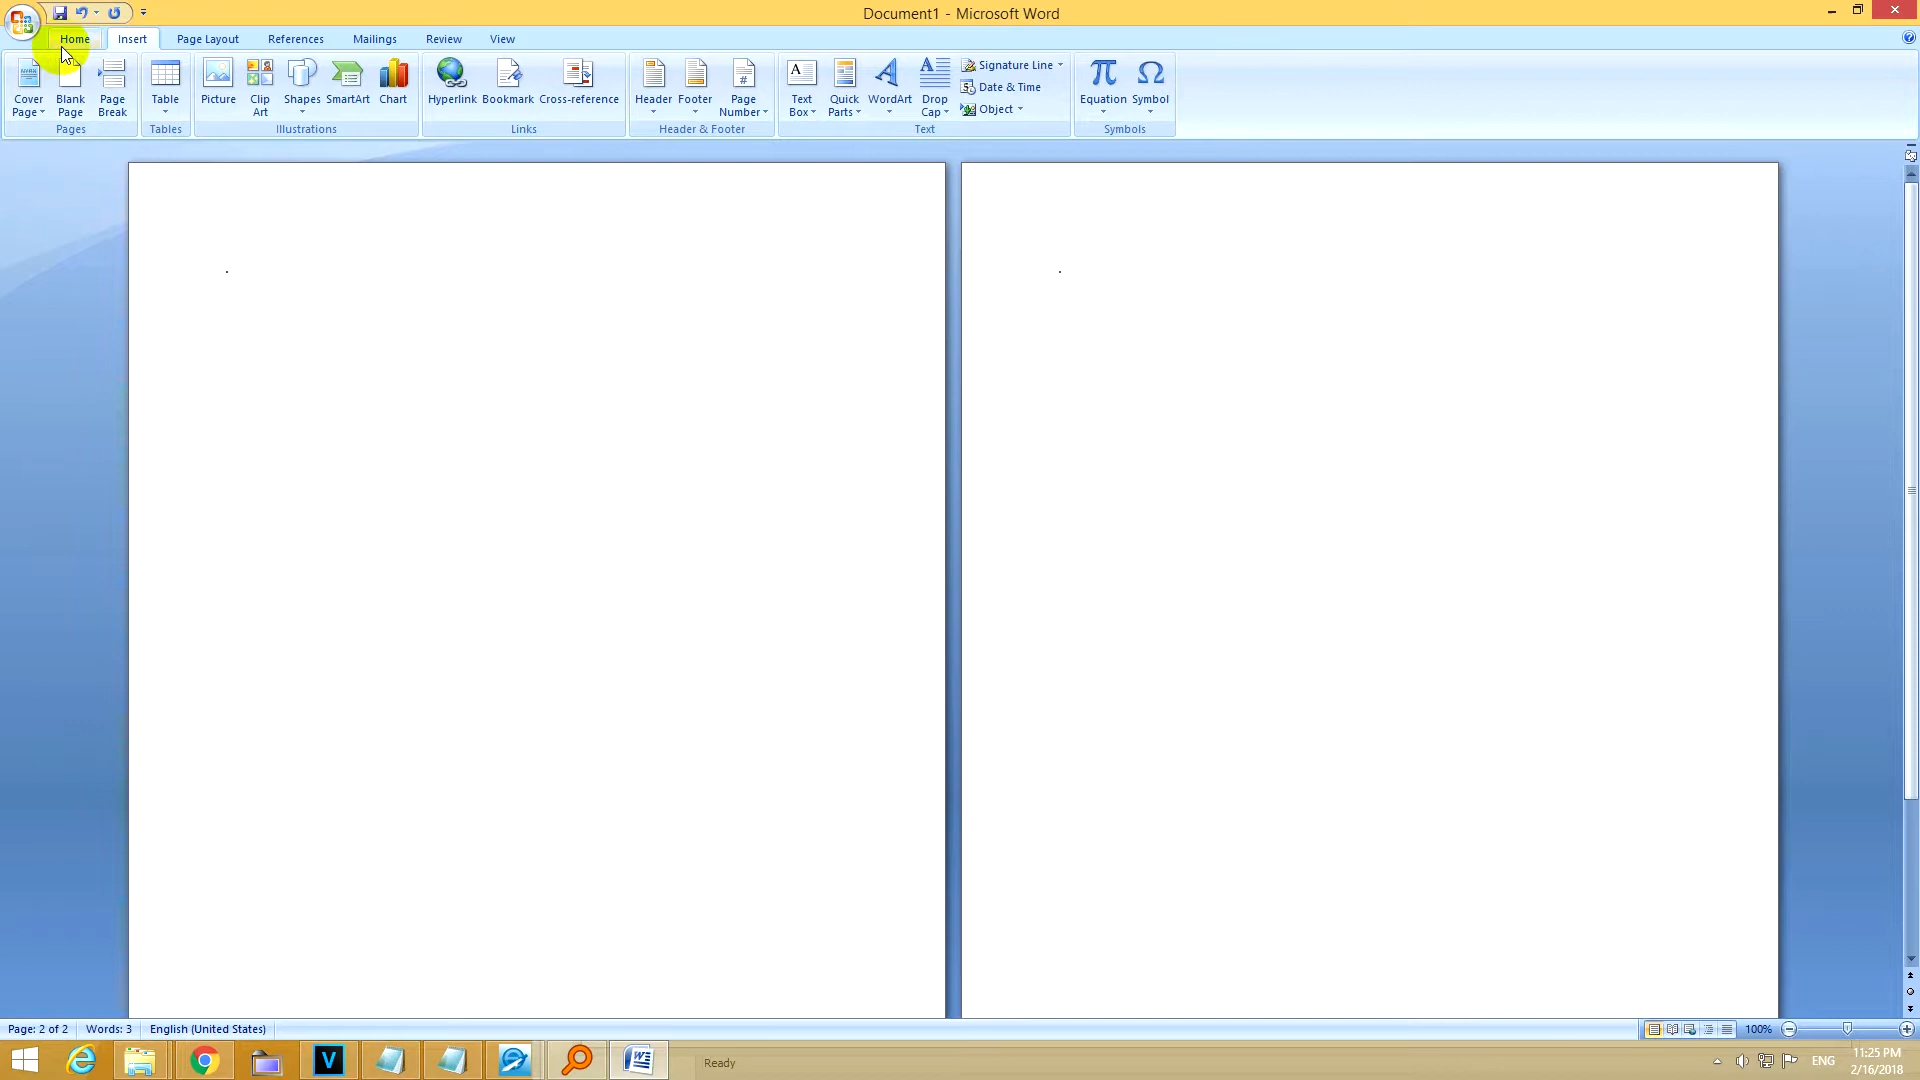 Document1 - Microsoft Word
Home Insert Page Layout References Mailings Review View
Cover Page
Blank Page
Page Break
Pages
Table
Tables
Picture
Clip Art
Shapes
SmartArt
Chart
Illustrations
Hyperlink
Bookmark
Cross-reference
Links
Header
Footer
Page Number
Header & Footer
Text Box
Quick Parts
WordArt
Drop Cap
Signature Line
Date & Time
Object
Text
Equation
Symbol
Symbols
.
.
Page: 2 of 2 Words: 3 English (United States) 100%
V
Ready
ENG
11:25 PM
2/16/2018